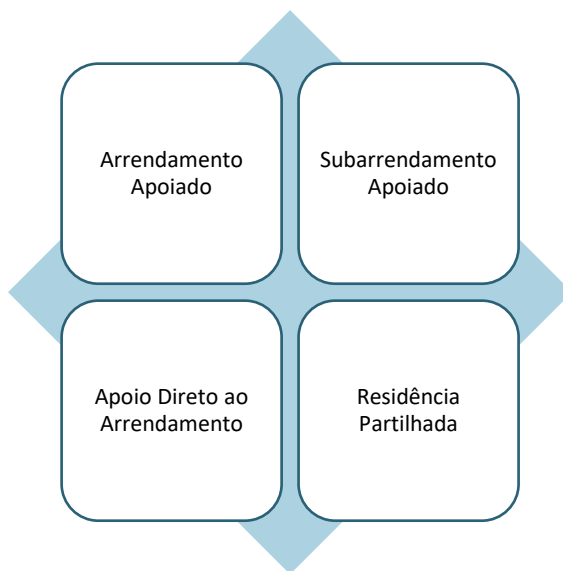 Arrendamento
Apoiado
Subarrendamento
Apoiado
Apoio Direto ao
Arrendamento
Residência
Partilhada